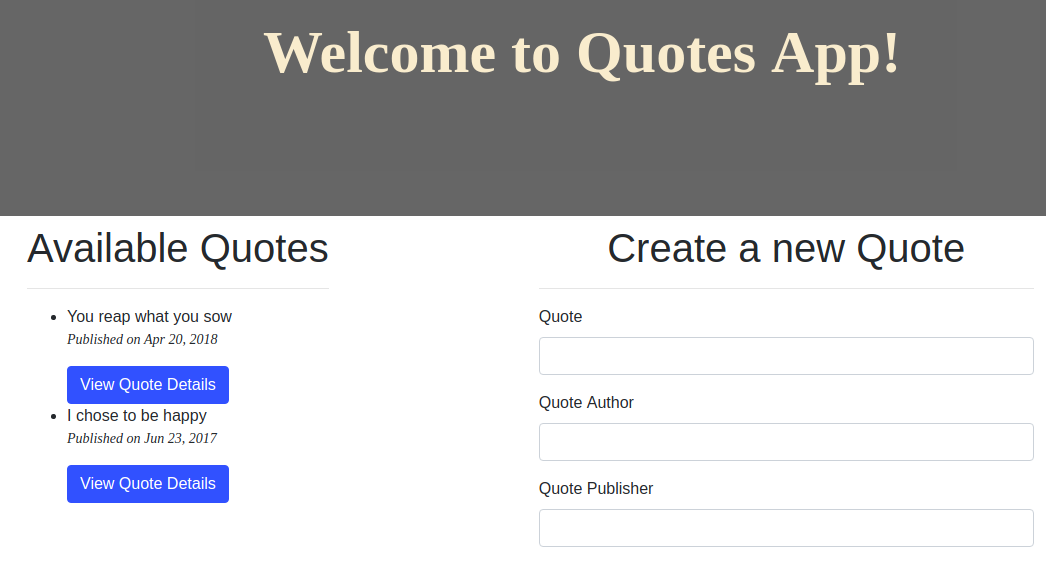 Welcome to Quotes App!
Available Quotes
You reap what you sow
Published on Apr 20, 2018
View Quote Details
I chose to be happy
Published on Jun 23, 2017
View Quote Details
Create a new Quote
Quote
Quote Author
Quote Publisher